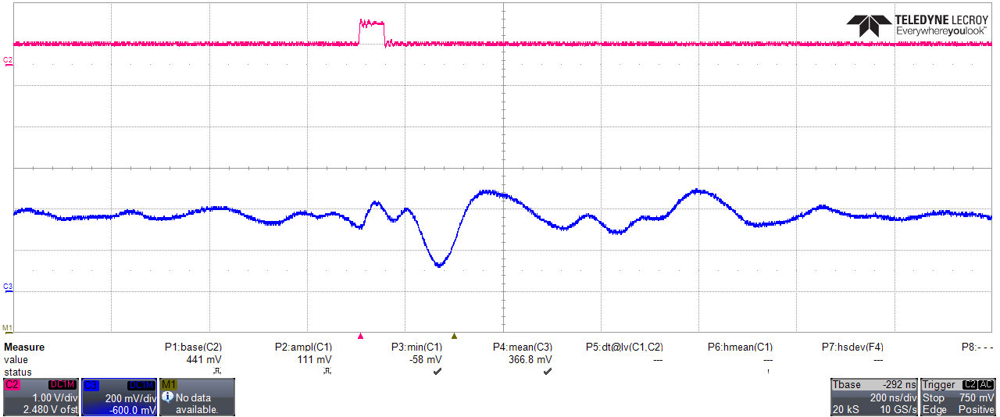 TELEDYNE LECROY
Everywhereyoulook™
C2
C3
M1
Measure P1:base(C2) P2:ampl(C1) P3:min(C1) P4:mean(C3) P5:dt@lv(C1,C2) P6:hmean(C1) P7:hsdev(F4) P8:- - -
value 441 mV 111 mV -58 mV 366.8 mV --- --- ---
status
C2 DC1M
1.00 V/div
2.480 V ofst
C3 DC1M
200 mV/div
-600.0 mV
M1
No data
available.
Tbase -292 ns
200 ns/div
20 kS 10 GS/s
Trigger C2 AC
Stop 750 mV
Edge Positive